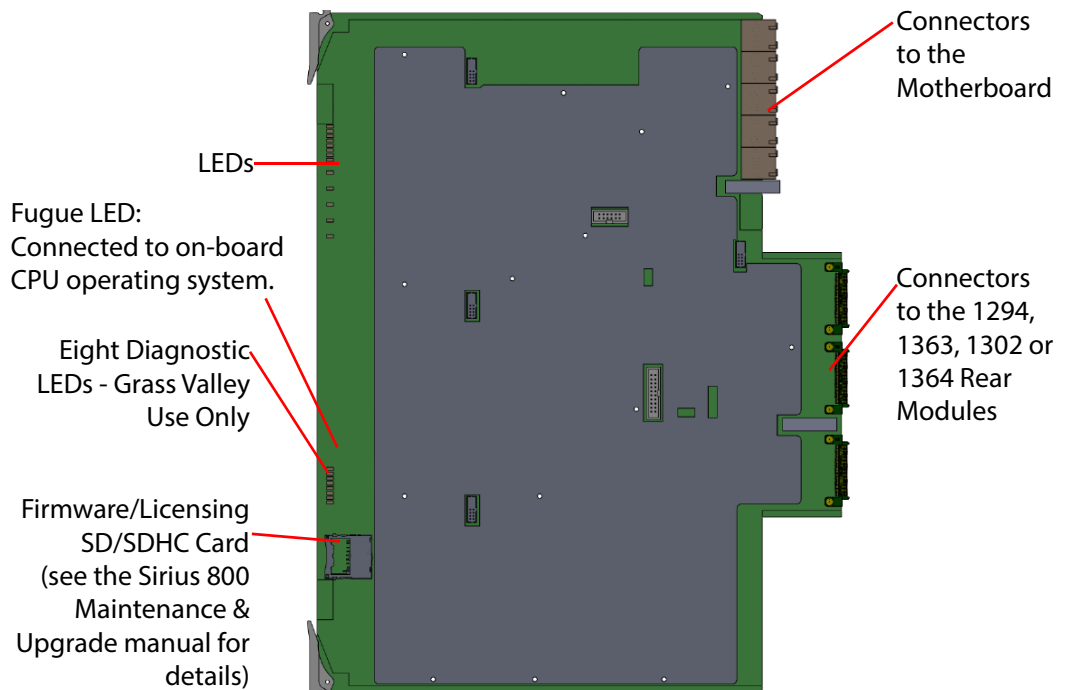 Connectors
to the
Motherboard
LEDs
Fugue LED:
Connected to on-board
CPU operating system.
Connectors
to the 1294,
1363, 1302 or
1364 Rear
Modules
Eight Diagnostic
LEDs - Grass Valley
Use Only
Firmware/Licensing
SD/SDHC Card
(see the Sirius 800
Maintenance &
Upgrade manual for
details)